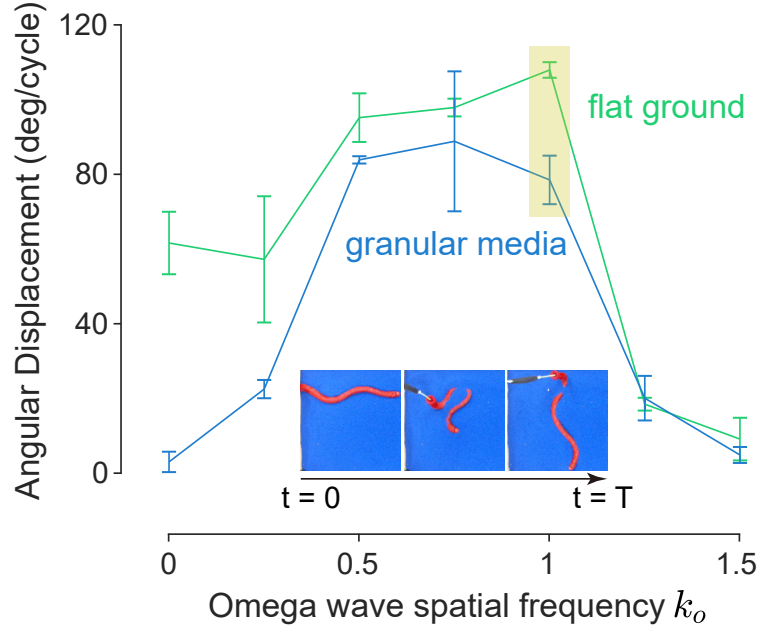 120
80
40
0
Angular Displacement (deg/cycle)
flat ground
granular media
t = 0
t = T
0
0.5
1
1.5
Omega wave spatial frequency kₒ